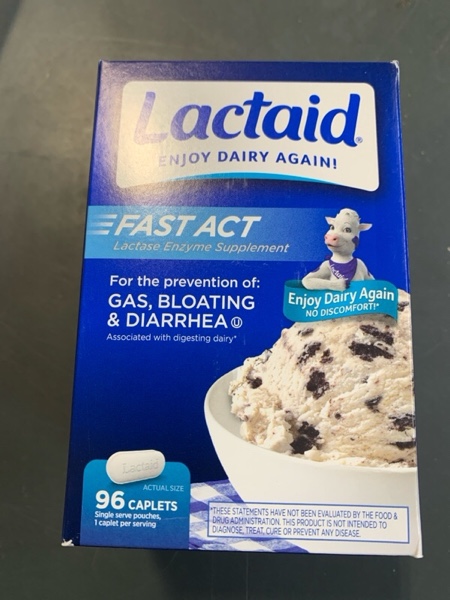 Lactaid®
ENJOY DAIRY AGAIN!
FAST ACT
Lactase Enzyme Supplement
For the prevention of:
GAS, BLOATING
& DIARRHEA Ⓤ
Associated with digesting dairy*
Lactaid
Enjoy Dairy Again
NO DISCOMFORT!*
Lactaid
ACTUAL SIZE
96 CAPLETS
Single serve pouches,
1 caplet per serving
*THESE STATEMENTS HAVE NOT BEEN EVALUATED BY THE FOOD &
DRUG ADMINISTRATION. THIS PRODUCT IS NOT INTENDED TO
DIAGNOSE, TREAT, CURE OR PREVENT ANY DISEASE.